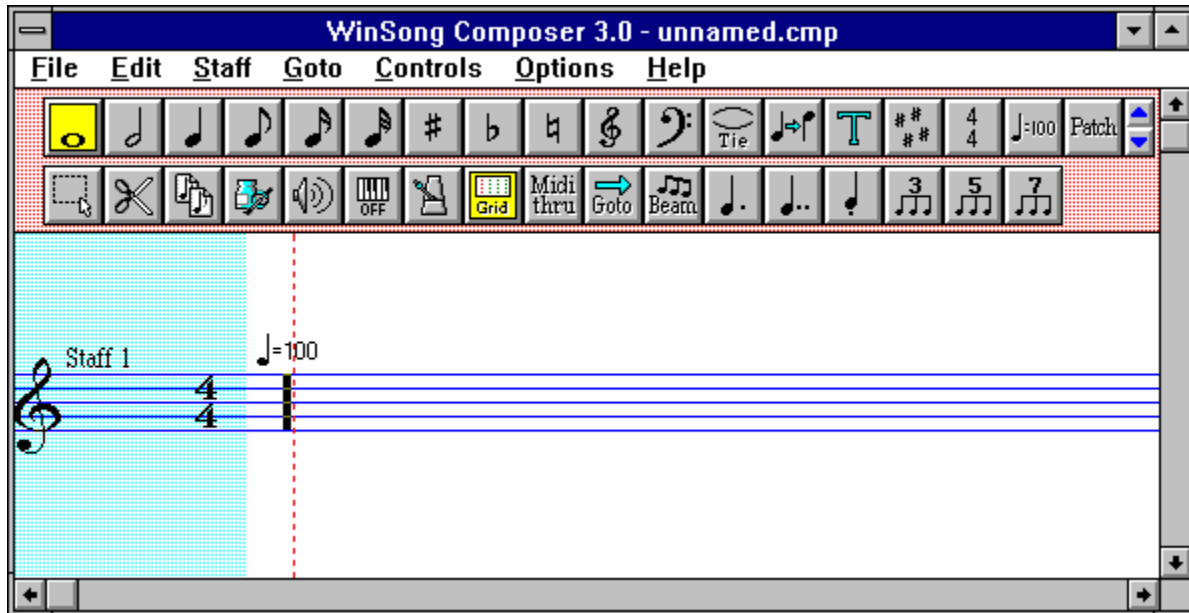 WinSong Composer 3.0 - unnamed.cmp
File Edit Staff Goto Controls Options Help
Tie T 4 4 =100 Patch
OFF Grid Midi thru Goto Beam 3 5 7
=100
Staff 1
4
4